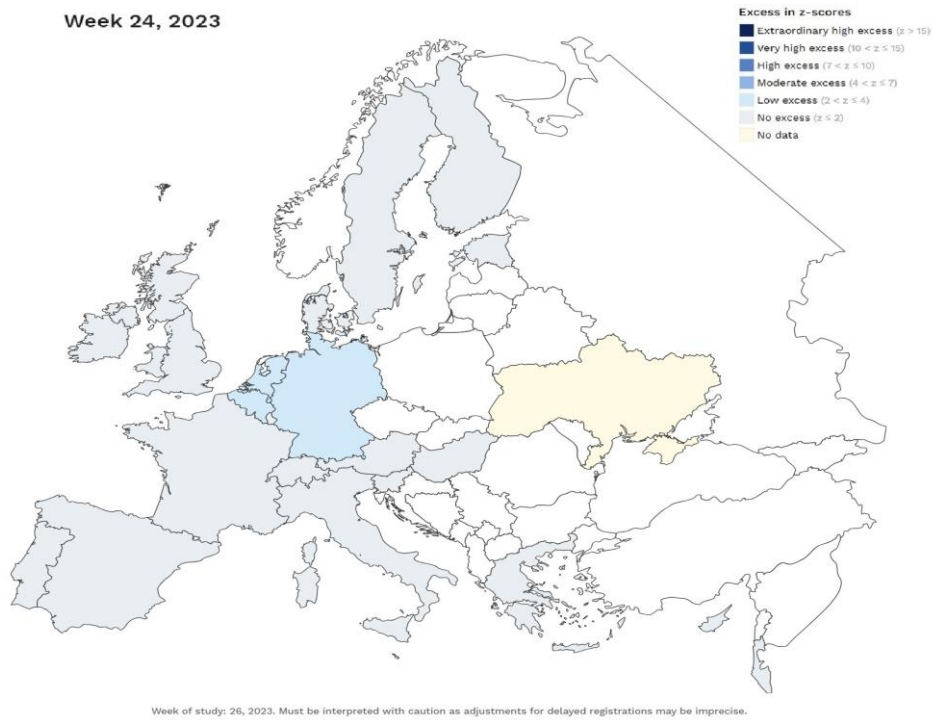 Week 24, 2023
Excess in z-scores
Extraordinary high excess (z > 15)
Very high excess (10 < z ≤ 15)
High excess (7 < z ≤ 10)
Moderate excess (4 < z ≤ 7)
Low excess (2 < z ≤ 4)
No excess (z ≤ 2)
No data
Week of study: 26, 2023. Must be interpreted with caution as adjustments for delayed registrations may be imprecise.